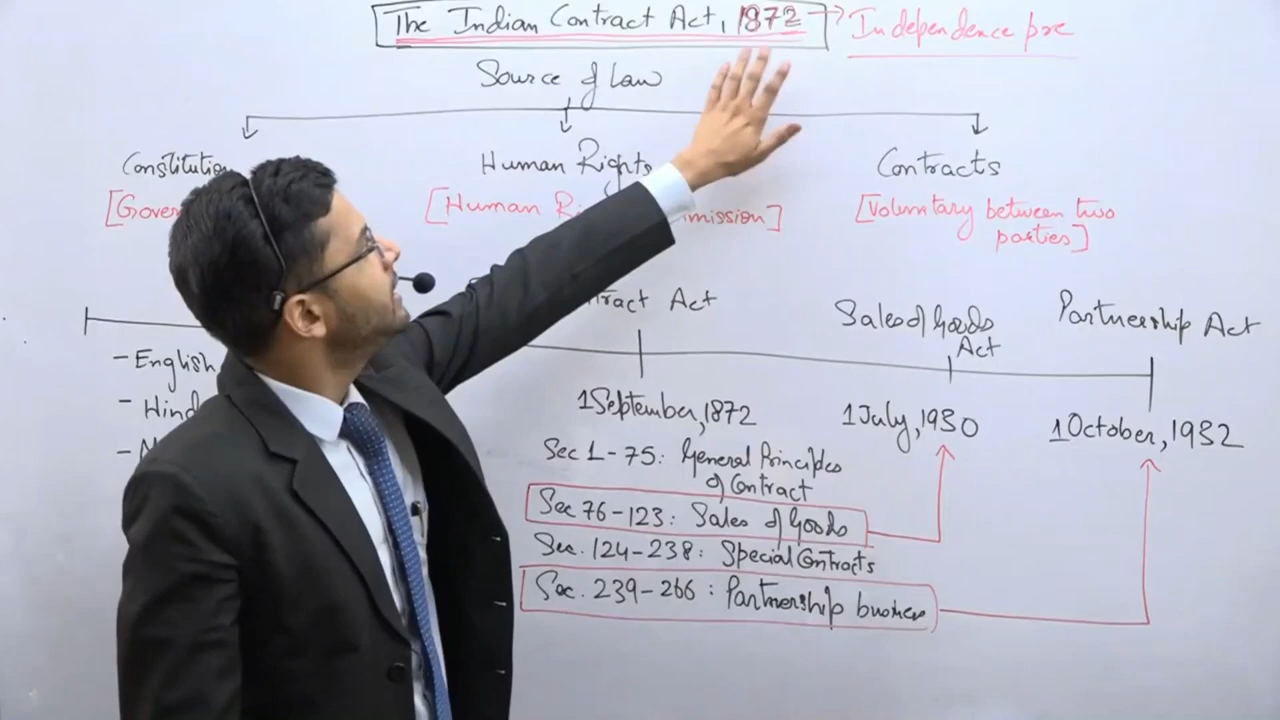 The Indian Contract Act, 1872 → Independence pre
Source of Law
Constitution
Human Rights
Contracts
[Gover
[Human Ri mission]
[Voluntary between two
parties]
tract Act
Sales of Goods
Act
Partnership Act
- English
- Hind
- M
1 September, 1872
1 July, 1930
1 October, 1932
Sec 1-75: General Principles
of Contract
Sec 76-123: Sales of Goods
Sec. 124-238: Special Contracts
Sec. 239-266: Partnership business